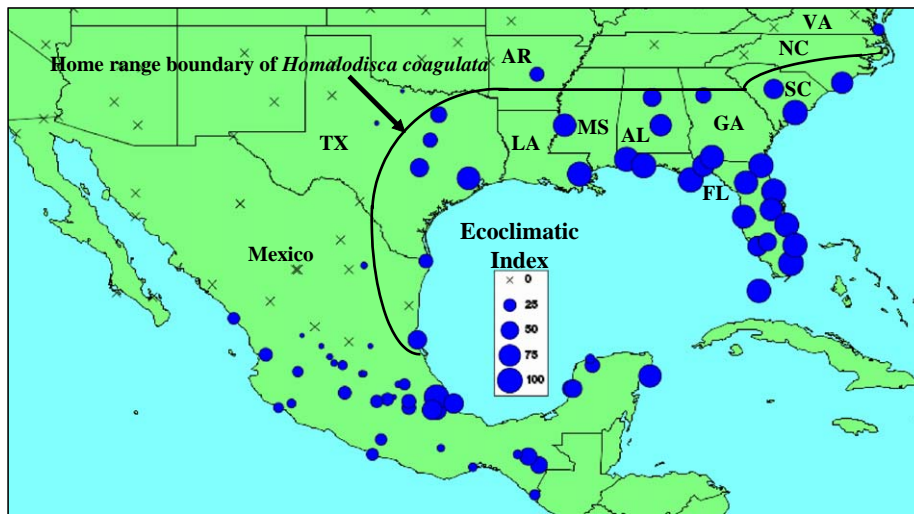 VA
NC
AR
Home range boundary of Homalodisca coagulata
SC
TX
LA
MS
AL
GA
FL
Mexico
Ecoclimatic
Index
0
25
50
75
100